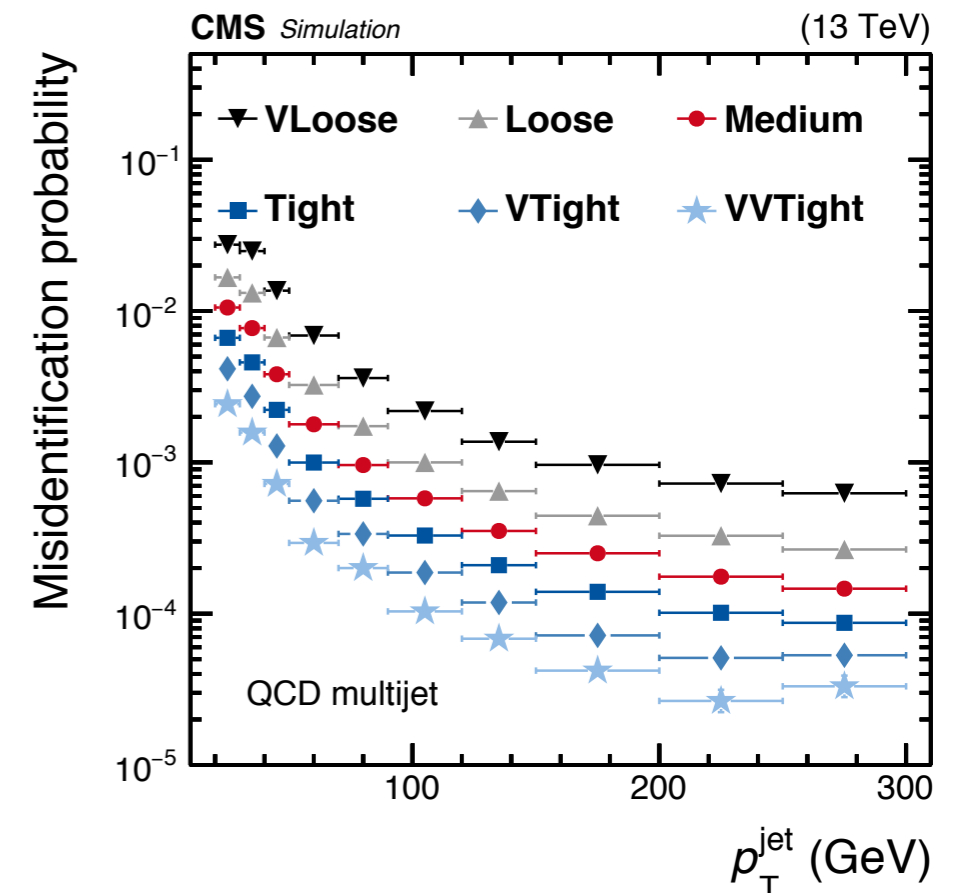 CMS Simulation (13 TeV)
Misidentification probability
VLoose Loose Medium
Tight VTight VVTight
10⁻¹
10⁻²
10⁻³
10⁻⁴
10⁻⁵
QCD multijet
100 200 300
p_T^jet (GeV)